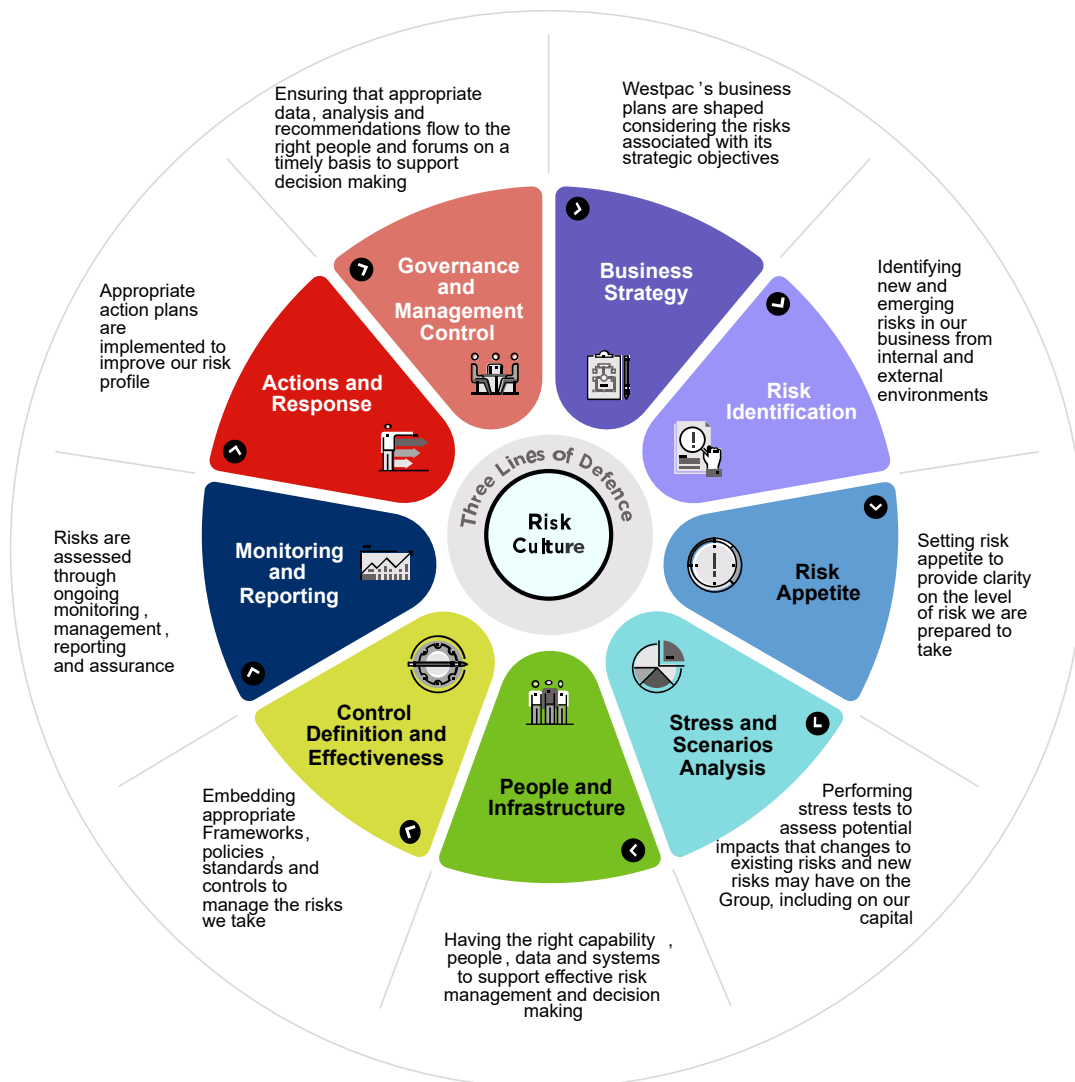 Ensuring that appropriate
data, analysis and
recommendations flow to the
right people and forums on a
timely basis to support
decision making
Westpac's business
plans are shaped
considering the risks
associated with its
strategic objectives
Governance
and
Management
Control
Business
Strategy
Identifying
new and
emerging
risks in our
business from
internal and
external
environments
Appropriate
action plans
are
implemented to
improve our risk
profile
Actions and
Response
Risk
Identification
Three Lines of Defence
Risk
Culture
Risks are
assessed
through
ongoing
monitoring,
management,
reporting
and assurance
Monitoring
and
Reporting
Risk
Appetite
Setting risk
appetite to
provide clarity
on the level
of risk we are
prepared to
take
Control
Definition and
Effectiveness
People and
Infrastructure
Stress and
Scenarios
Analysis
Embedding
appropriate
Frameworks,
policies,
standards and
controls to
manage the risks
we take
Performing
stress tests to
assess potential
impacts that changes to
existing risks and new
risks may have on the
Group, including on our
capital
Having the right capability,
people, data and systems
to support effective risk
management and decision
making